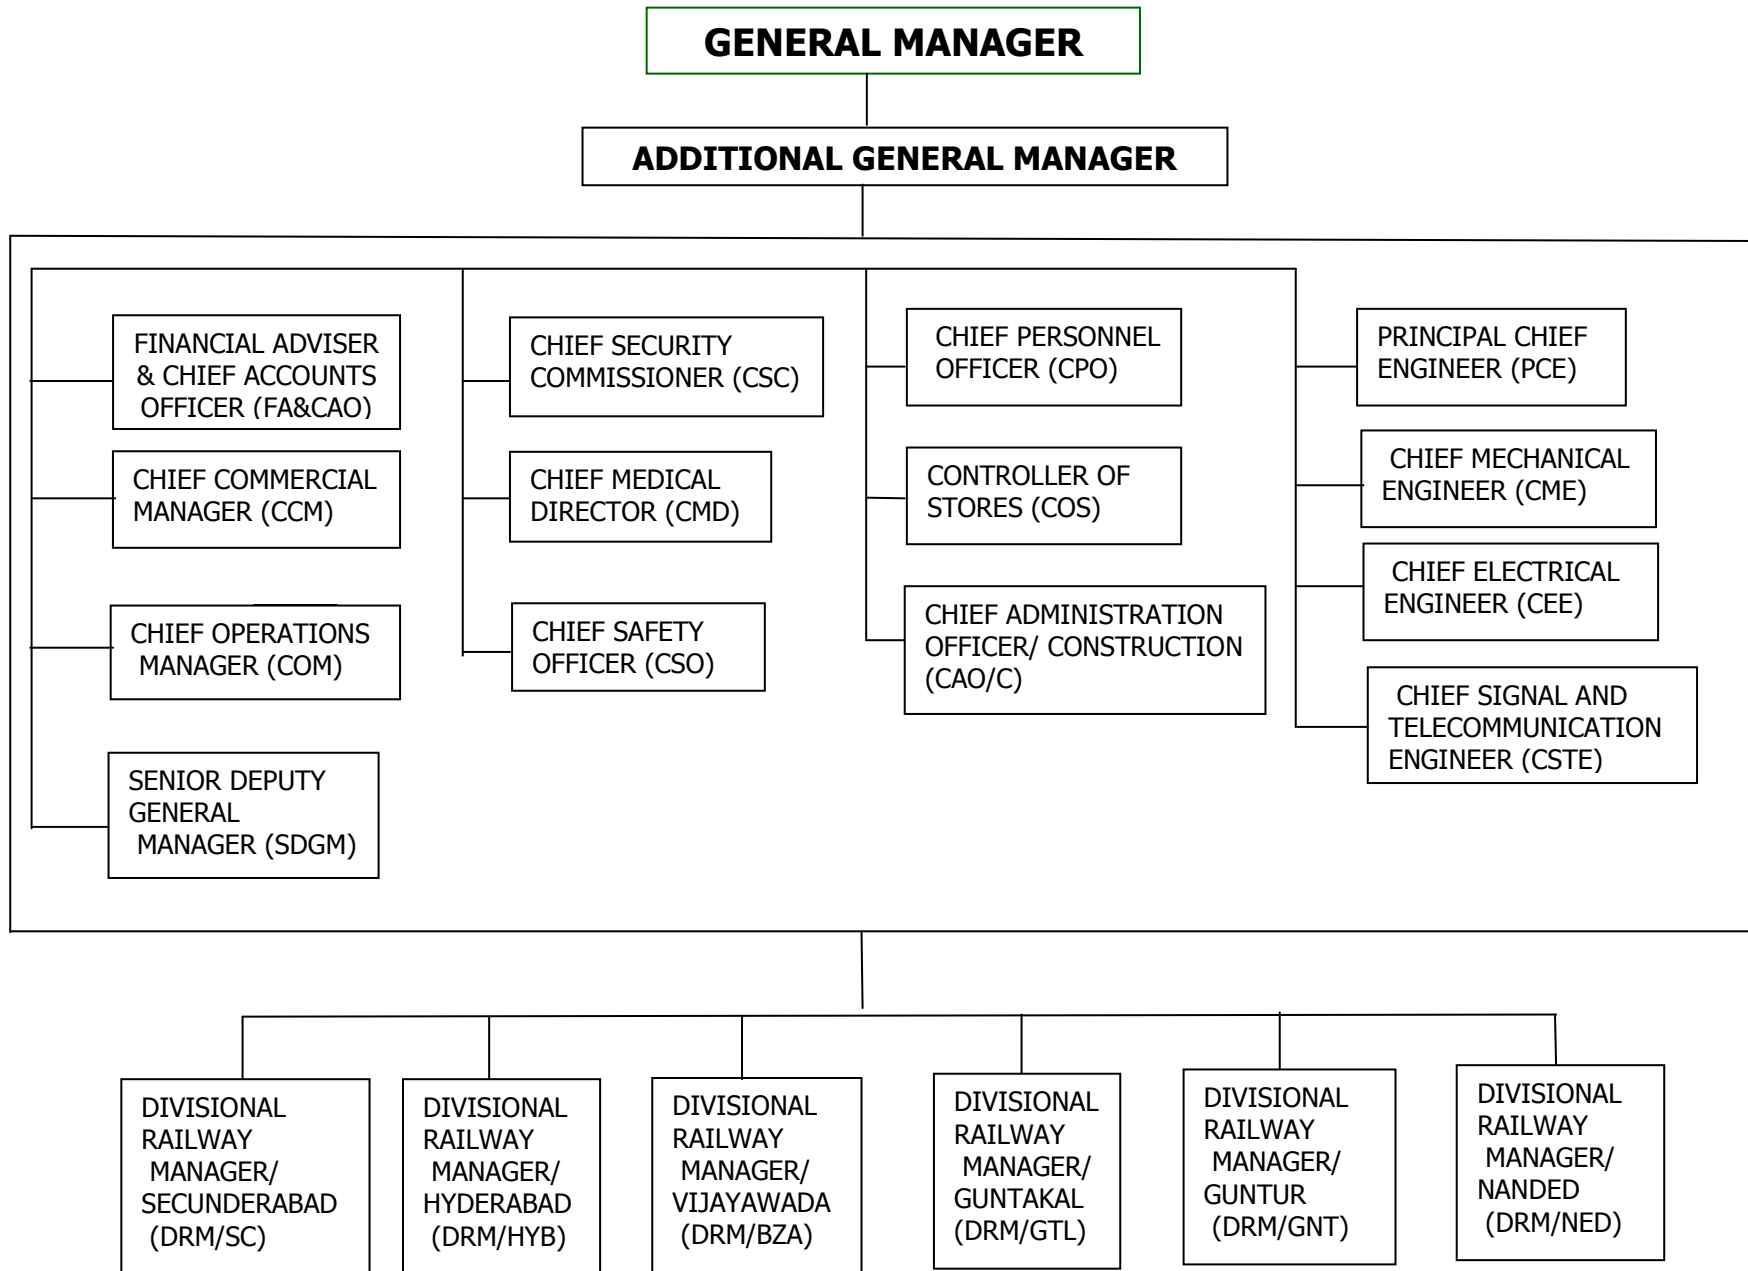 GENERAL MANAGER
ADDITIONAL GENERAL MANAGER
FINANCIAL ADVISER
& CHIEF ACCOUNTS
OFFICER (FA&CAO)
CHIEF COMMERCIAL
MANAGER (CCM)
CHIEF OPERATIONS
MANAGER (COM)
SENIOR DEPUTY
GENERAL
MANAGER (SDGM)
CHIEF SECURITY
COMMISSIONER (CSC)
CHIEF MEDICAL
DIRECTOR (CMD)
CHIEF SAFETY
OFFICER (CSO)
CHIEF PERSONNEL
OFFICER (CPO)
CONTROLLER OF
STORES (COS)
CHIEF ADMINISTRATION
OFFICER/ CONSTRUCTION
(CAO/C)
PRINCIPAL CHIEF
ENGINEER (PCE)
CHIEF MECHANICAL
ENGINEER (CME)
CHIEF ELECTRICAL
ENGINEER (CEE)
CHIEF SIGNAL AND
TELECOMMUNICATION
ENGINEER (CSTE)
DIVISIONAL
RAILWAY
MANAGER/
SECUNDERABAD
(DRM/SC)
DIVISIONAL
RAILWAY
MANAGER/
HYDERABAD
(DRM/HYB)
DIVISIONAL
RAILWAY
MANAGER/
VIJAYAWADA
(DRM/BZA)
DIVISIONAL
RAILWAY
MANAGER/
GUNTAKAL
(DRM/GTL)
DIVISIONAL
RAILWAY
MANAGER/
GUNTUR
(DRM/GNT)
DIVISIONAL
RAILWAY
MANAGER/
NANDED
(DRM/NED)